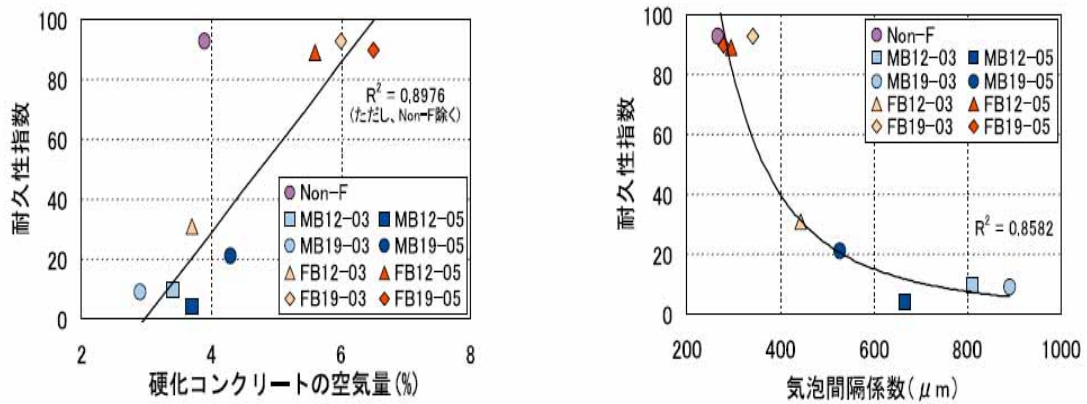 100
80
60
40
20
0
耐久性指数
2 4 6 8
硬化コンクリートの空気量(%)
R² = 0,8976
(ただし、Non-F除く)
Non-F
MB12-03 MB12-05
MB19-03 MB19-05
FB12-03 FB12-05
FB19-03 FB19-05
100
80
60
40
20
0
耐久性指数
200 400 600 800 1000
気泡間隔係数(μm)
Non-F
MB12-03 MB12-05
MB19-03 MB19-05
FB12-03 FB12-05
FB19-03 FB19-05
R² = 0.8582